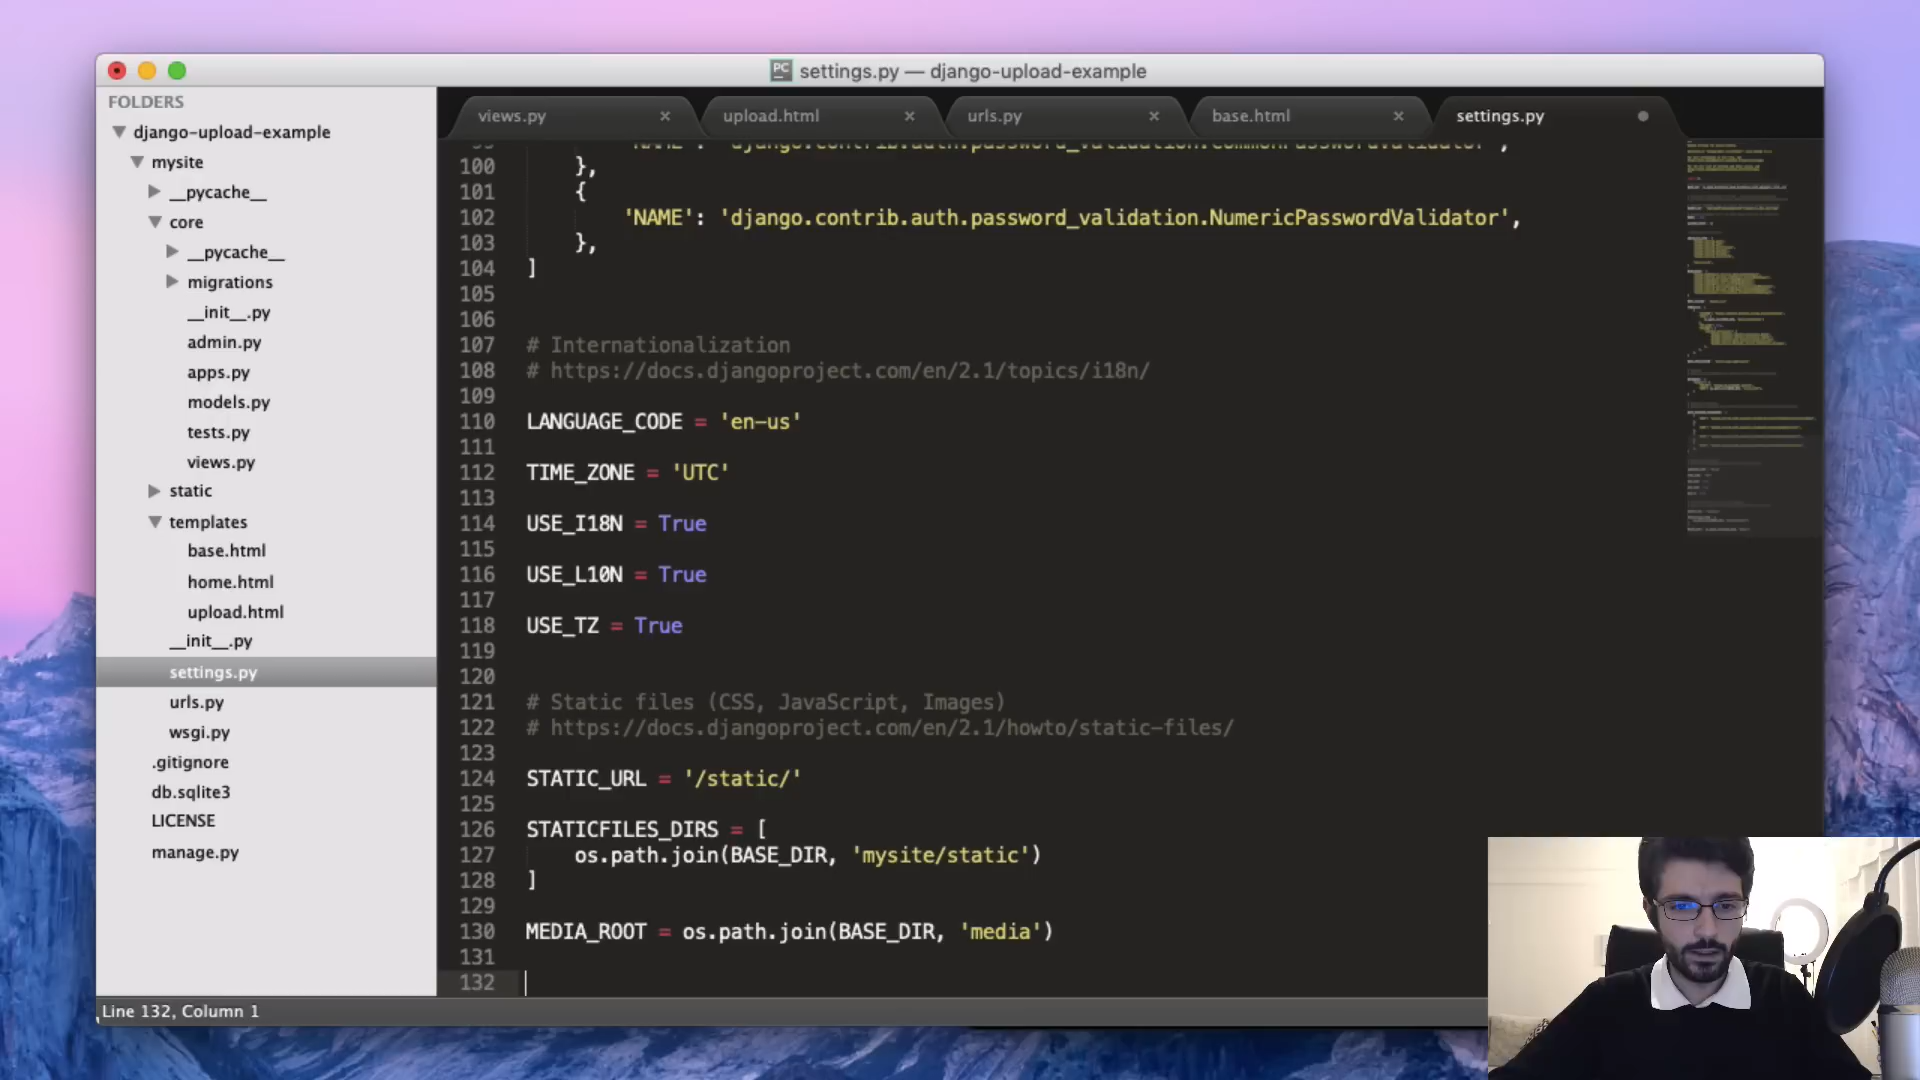 settings.py — django-upload-example
FOLDERS
django-upload-example
mysite
__pycache__
core
__pycache__
migrations
__init__.py
admin.py
apps.py
models.py
tests.py
views.py
static
templates
base.html
home.html
upload.html
__init__.py
settings.py
urls.py
wsgi.py
.gitignore
db.sqlite3
LICENSE
manage.py
views.py × upload.html × urls.py × base.html × settings.py
99 'NAME': 'django.contrib.auth.password_validation.CommonPasswordValidator',
100 },
101 {
102 'NAME': 'django.contrib.auth.password_validation.NumericPasswordValidator',
103 },
104 ]
105
106
107 # Internationalization
108 # https://docs.djangoproject.com/en/2.1/topics/i18n/
109
110 LANGUAGE_CODE = 'en-us'
111
112 TIME_ZONE = 'UTC'
113
114 USE_I18N = True
115
116 USE_L10N = True
117
118 USE_TZ = True
119
120
121 # Static files (CSS, JavaScript, Images)
122 # https://docs.djangoproject.com/en/2.1/howto/static-files/
123
124 STATIC_URL = '/static/'
125
126 STATICFILES_DIRS = [
127 os.path.join(BASE_DIR, 'mysite/static')
128 ]
129
130 MEDIA_ROOT = os.path.join(BASE_DIR, 'media')
131
132
Line 132, Column 1